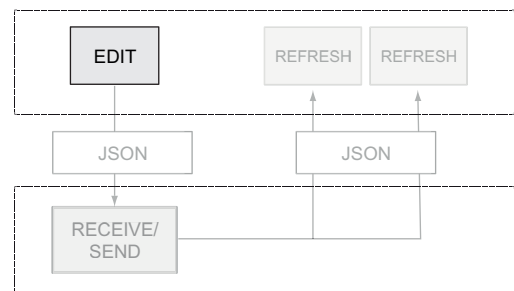 EDIT
REFRESH
REFRESH
JSON
JSON
RECEIVE/
SEND